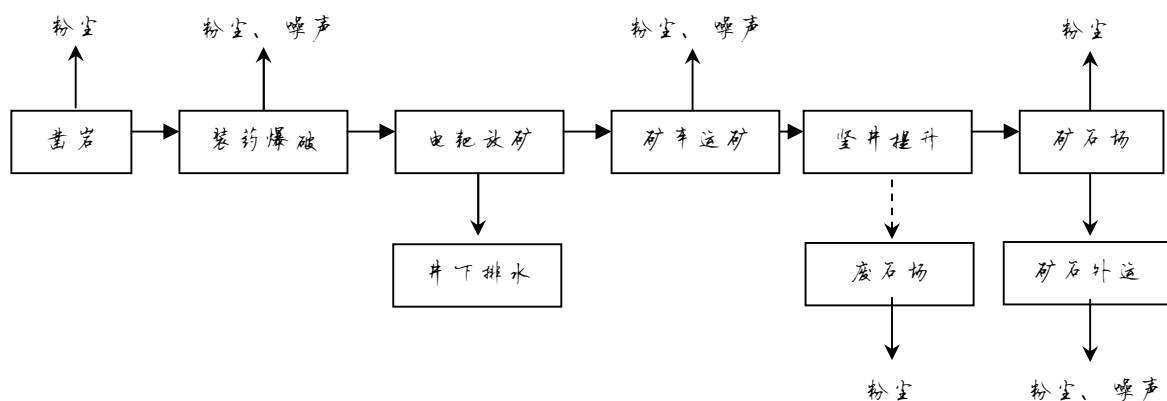 粉尘
粉尘、噪声
粉尘、噪声
粉尘
凿岩
装药爆破
电耙放矿
矿车运矿
竖井提升
矿石场
井下排水
废石场
矿石外运
粉尘
粉尘、噪声